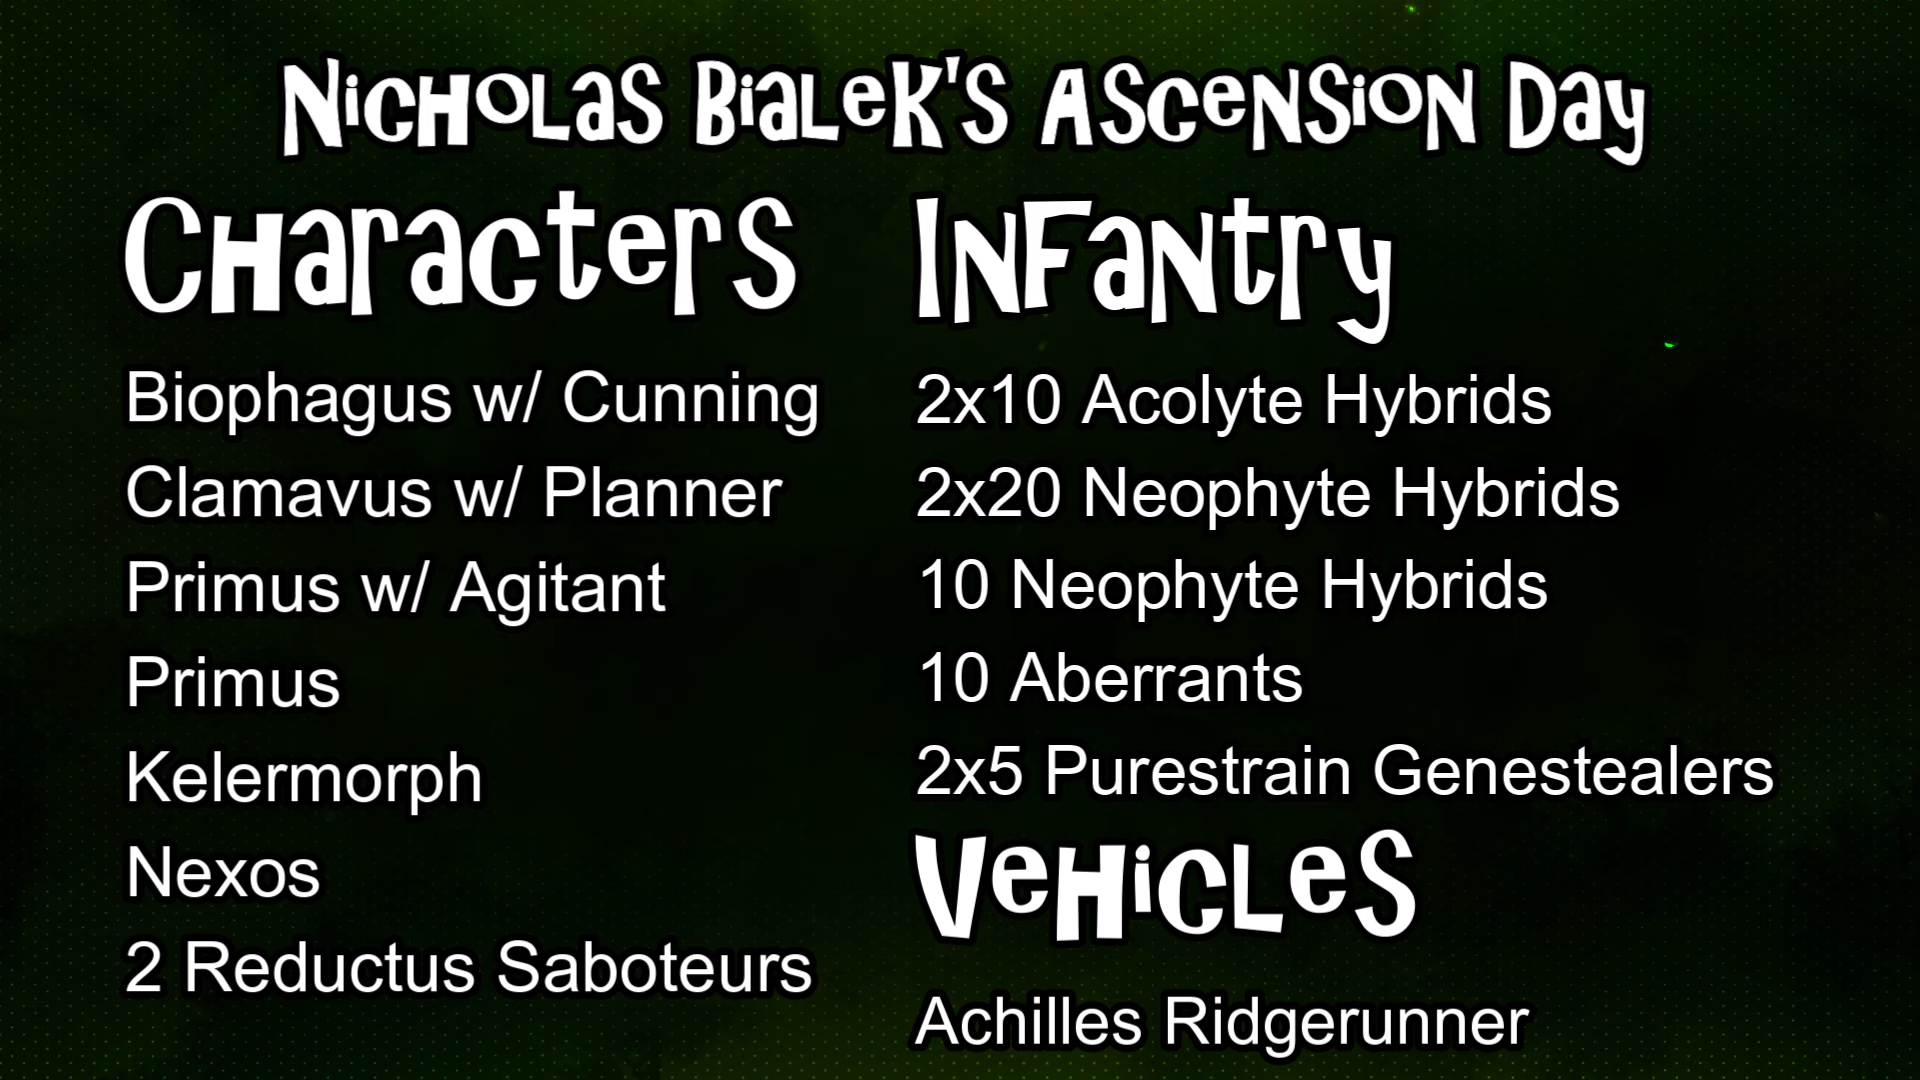 Nicholas Bialek's Ascension Day
Characters
Biophagus w/ Cunning
Clamavus w/ Planner
Primus w/ Agitant
Primus
Kelermorph
Nexos
2 Reductus Saboteurs
Infantry
2x10 Acolyte Hybrids
2x20 Neophyte Hybrids
10 Neophyte Hybrids
10 Aberrants
2x5 Purestrain Genestealers
Vehicles
Achilles Ridgerunner